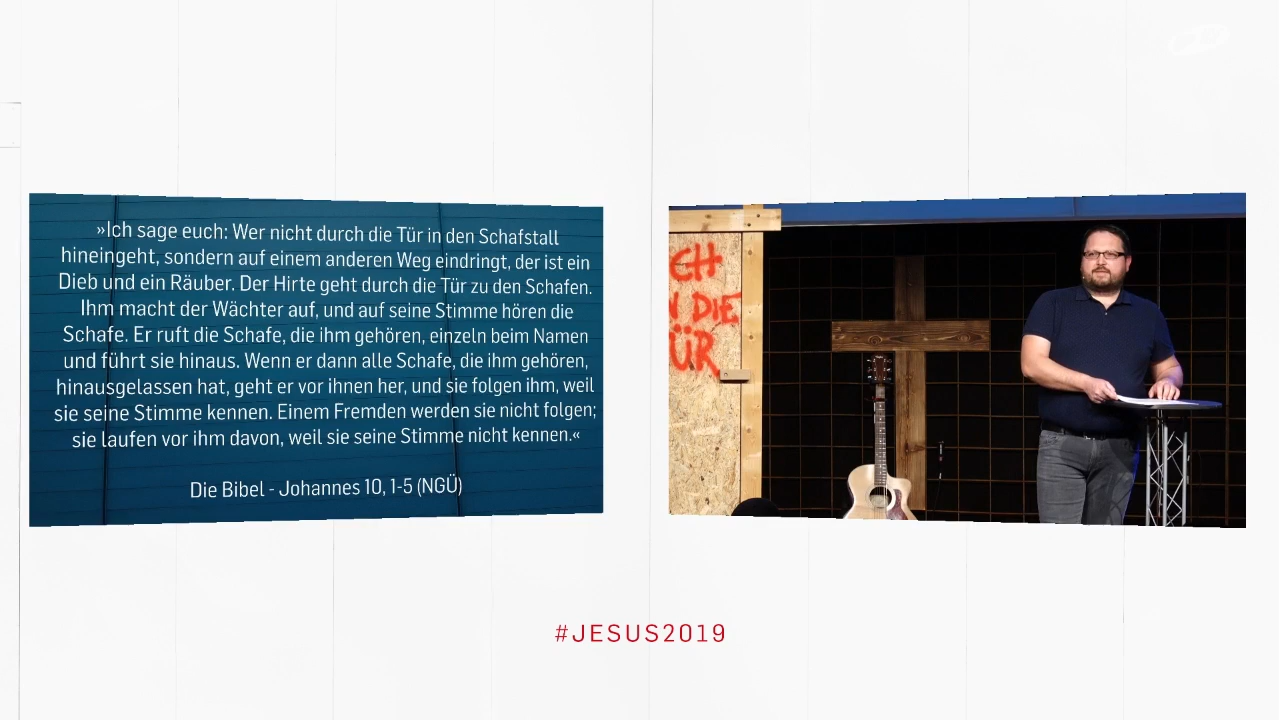 »Ich sage euch: Wer nicht durch die Tür in den Schafstall
hineingeht, sondern auf einem anderen Weg eindringt, der ist ein
Dieb und ein Räuber. Der Hirte geht durch die Tür zu den Schafen.
Ihm macht der Wächter auf, und auf seine Stimme hören die
Schafe. Er ruft die Schafe, die ihm gehören, einzeln beim Namen
und führt sie hinaus. Wenn er dann alle Schafe, die ihm gehören,
hinausgelassen hat, geht er vor ihnen her, und sie folgen ihm, weil
sie seine Stimme kennen. Einem Fremden werden sie nicht folgen;
sie laufen vor ihm davon, weil sie seine Stimme nicht kennen.«
Die Bibel - Johannes 10, 1-5 (NGÜ)
CH
N DIE
ÜR
#JESUS2019